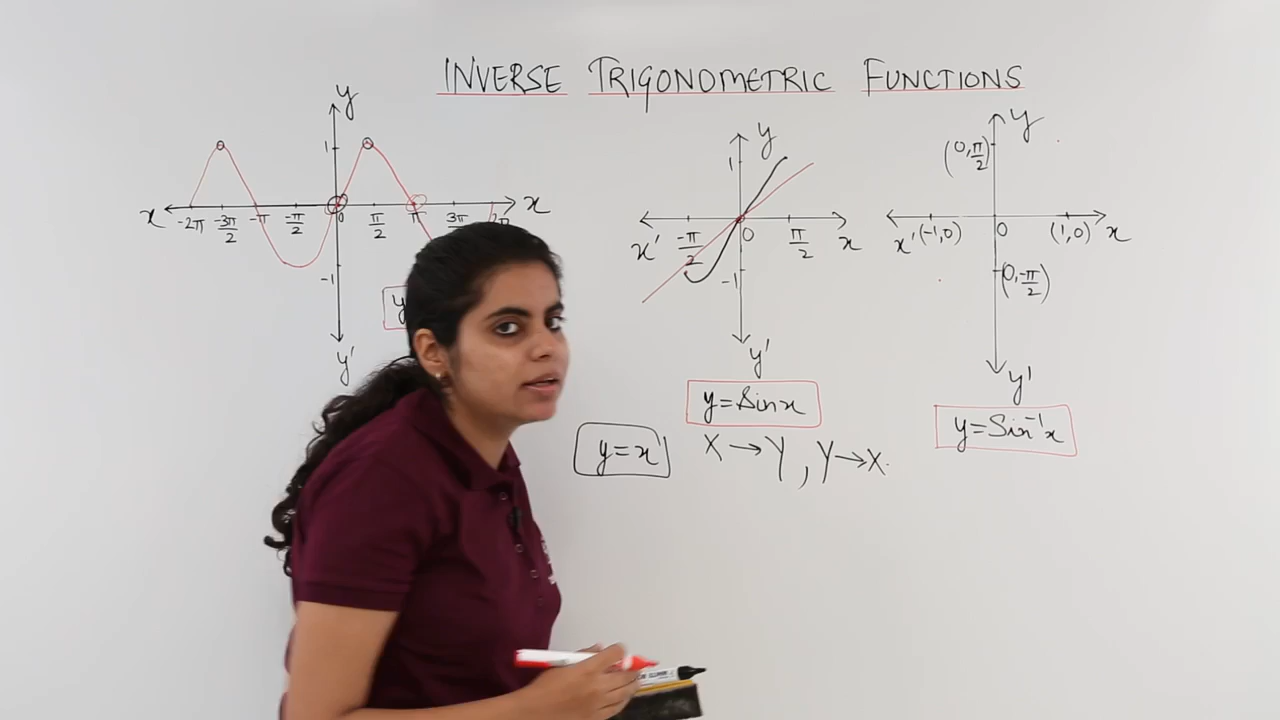 INVERSE TRIGONOMETRIC FUNCTIONS
y
1
x -2π -3π/2 -π -π/2 0 π/2 π 3π/2 x
-1
y
y'
y
1
x' -π/2 0 π/2 x
-1
y'
y=Sinx
y=x
X→Y, Y→X.
y
(0,π/2)
x' (-1,0) 0 (1,0) x
(0,-π/2)
y'
y=Sin⁻¹x